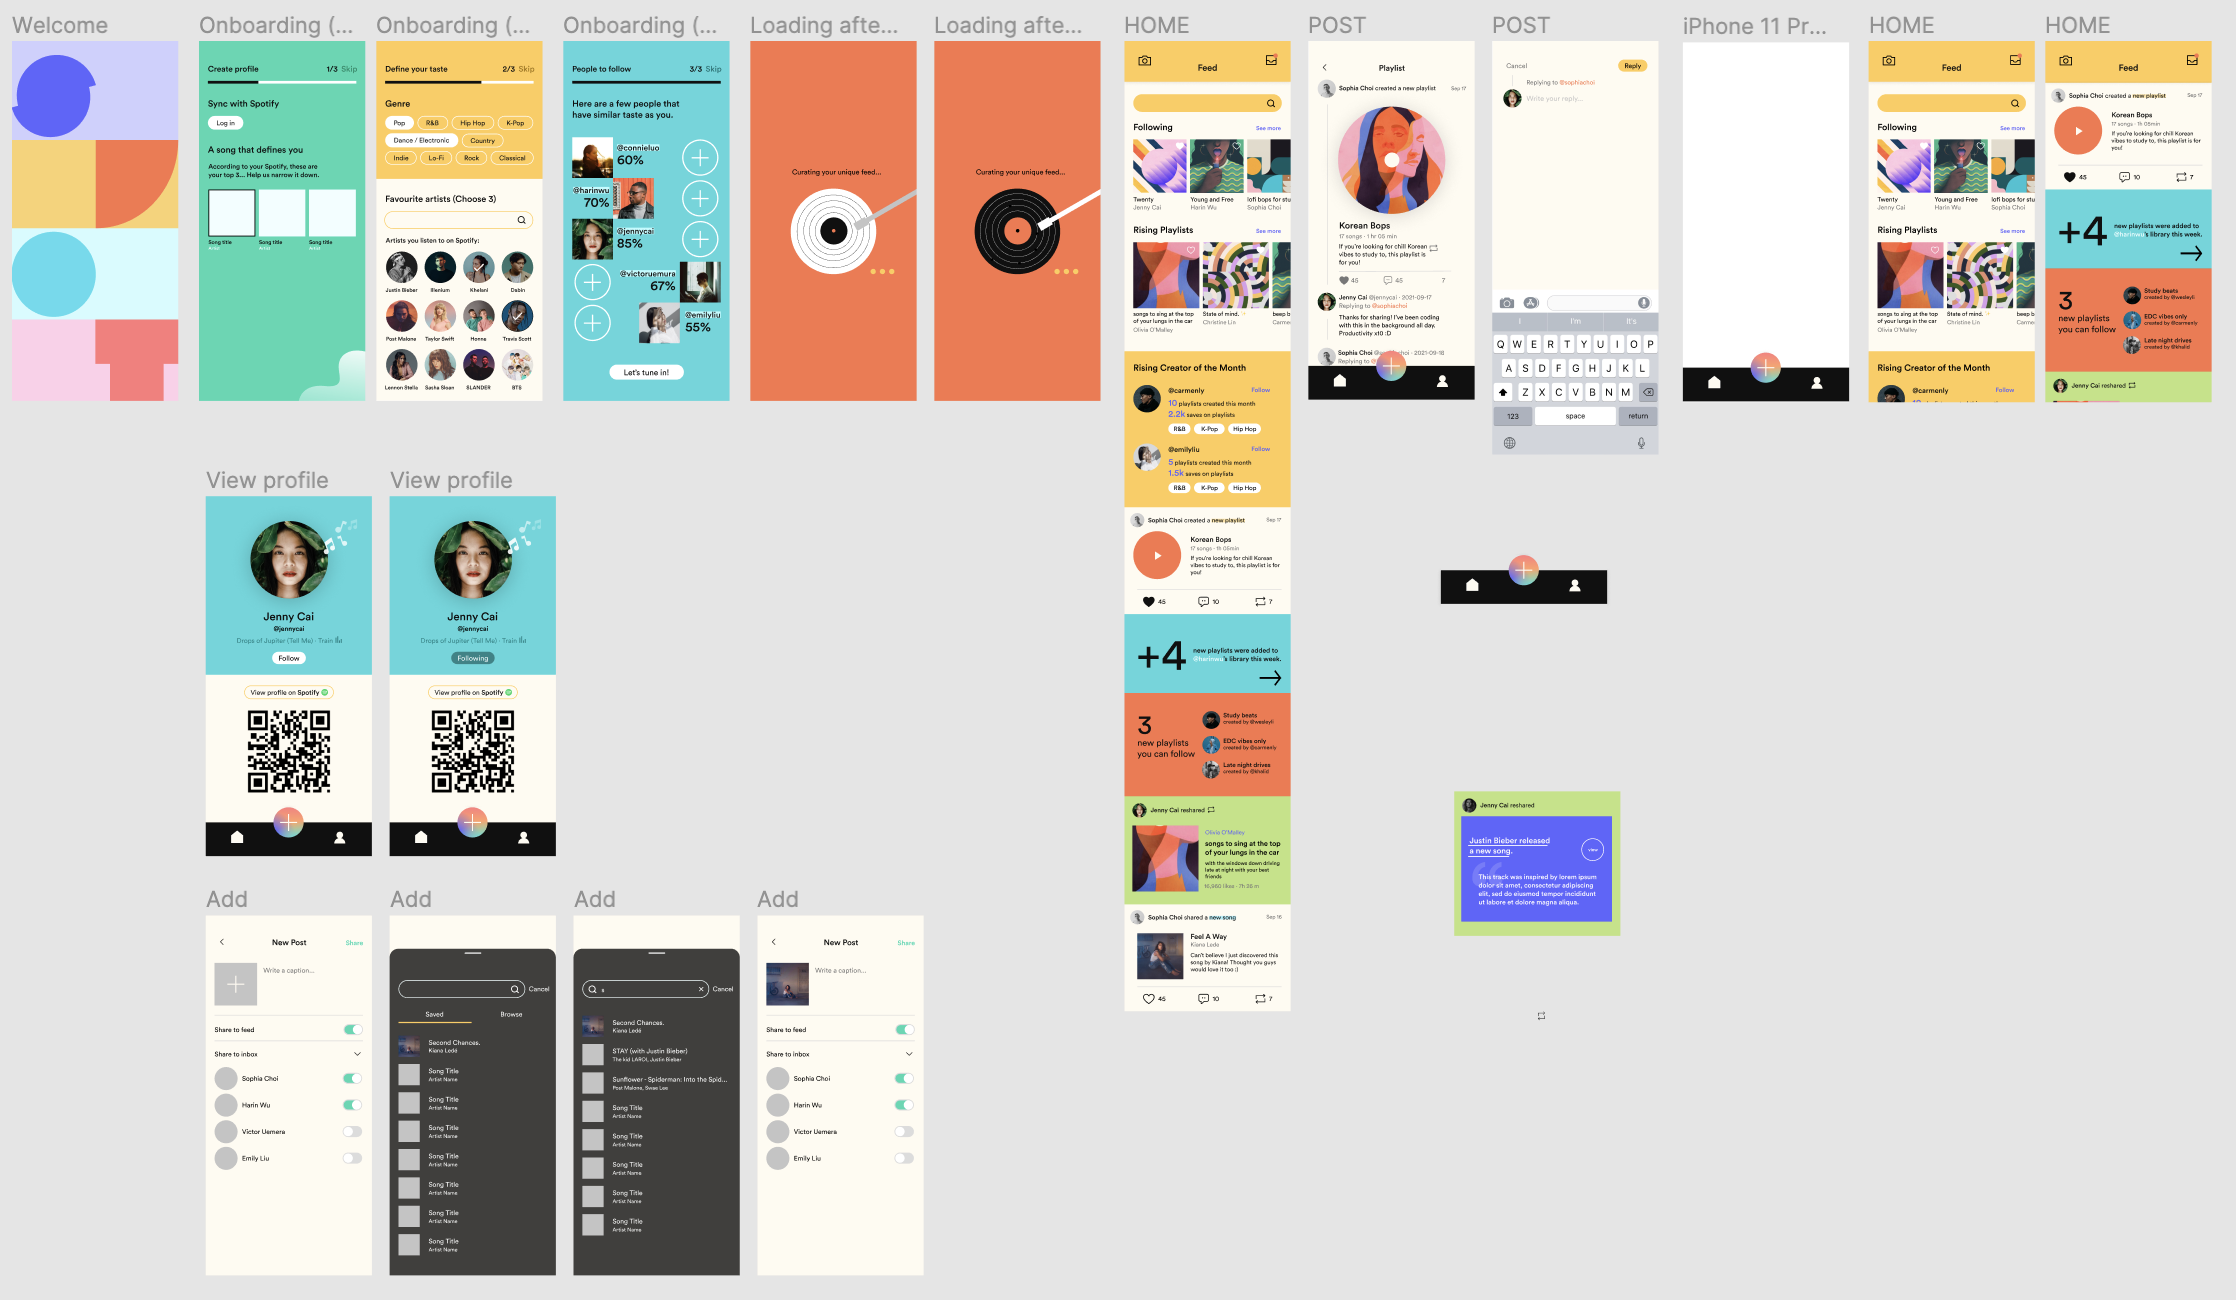 Welcome
Onboarding (...
Onboarding (...
Onboarding (...
Loading afte...
Loading afte...
HOME
POST
POST
iPhone 11 Pr...
HOME
HOME
Create profile 1/3 Skip
Sync with Spotify
Log in
A song that defines you
According to your Spotify, these are
your top 3... Help us narrow it down.
Song title Song title Song title
Artist
Define your taste 2/3 Skip
Genre
Pop R&B Hip Hop K-Pop
Dance / Electronic Country
Indie Lo-Fi Rock Classical
Favourite artists (Choose 3)
Artists you listen to on Spotify:
Justin Bieber Illenium Khelani Dabin
Post Malone Taylor Swift Honne Travis Scott
Lennon Stella Sasha Sloan SLANDER BTS
People to follow 3/3 Skip
Here are a few people that
have similar taste as you.
@connieluo
60%
@harinwu
70%
@jennycai
85%
@victoruemura
67%
@emilyliu
55%
Let's tune in!
Curating your unique feed...
Curating your unique feed...
Feed
Following See more
Twenty Young and Free lofi bops for stu
Jenny Cai Harin Wu Sophia Choi
Rising Playlists See more
songs to sing at the top State of mind. beep b
of your lungs in the car Christine Lin Carme
Olivia O'Malley
Rising Creator of the Month
@carmenly Follow
10 playlists created this month
2.2k saves on playlists
R&B K-Pop Hip Hop
@emilyliu Follow
5 playlists created this month
1.5k saves on playlists
R&B K-Pop Hip Hop
Sophia Choi created a new playlist Sep 17
Korean Bops
17 songs · 1h 05min
If you're looking for chill Korean
vibes to study to, this playlist is for
you!
45 10 7
+4 new playlists were added to
@harinwu's library this week.
3
new playlists
you can follow
Study beats
created by @wesleyli
EDC vibes only
created by @carmenly
Late night drives
created by @khalid
Jenny Cai reshared
Olivia O'Malley
songs to sing at the top
of your lungs in the car
with the windows down driving
late at night with your best
friends
16,960 likes · 7h 26 m
Sophia Choi shared a new song Sep 16
Feel A Way
Kiana Ledé
Can't believe I just discovered this
song by Kiana! Thought you guys
would love it too :)
45 10 7
Playlist
Sophia Choi created a new playlist Sep 17
Korean Bops
17 songs · 1 hr 05 min
If you're looking for chill Korean
vibes to study to, this playlist is
for you!
45 45 7
Jenny Cai @jennycai · 2021-09-17
Replying to @sophiachoi
Thanks for sharing! I've been coding
with this in the background all day.
Productivity x10 :D
Sophia Choi choi · 2021-09-18
Replying to
Cancel Reply
Replying to @sophiachoi
Write your reply...
I I'm It's
Q W E R T Y U I O P
A S D F G H J K L
Z X C V B N M
123 space return
Feed
Following See more
Twenty Young and Free lofi bops for stu
Jenny Cai Harin Wu Sophia Choi
Rising Playlists See more
songs to sing at the top State of mind. beep b
of your lungs in the car Christine Lin Carme
Olivia O'Malley
Rising Creator of the Month
@carmenly Follow
Feed
Sophia Choi created a new playlist Sep 17
Korean Bops
17 songs · 1h 05min
If you're looking for chill Korean
vibes to study to, this playlist is for
you!
45 10 7
+4 new playlists were added to
@harinwu's library this week.
3
new playlists
you can follow
Study beats
created by @wesleyli
EDC vibes only
created by @carmenly
Late night drives
created by @khalid
Jenny Cai reshared
View profile
View profile
Jenny Cai
@jennycai
Drops of Jupiter (Tell Me) · Train
Follow
View profile on Spotify
Jenny Cai
@jennycai
Drops of Jupiter (Tell Me) · Train
Following
View profile on Spotify
Jenny Cai reshared
Justin Bieber released
a new song.
view
This track was inspired by lorem ipsum
dolor sit amet, consectetur adipiscing
elit, sed do eiusmod tempor incididunt
ut labore et dolore magna aliqua.
Add
Add
Add
Add
New Post Share
Write a caption...
Share to feed
Share to inbox
Sophia Choi
Harin Wu
Victor Uemera
Emily Liu
Cancel
Saved Browse
Second Chances.
Kiana Ledé
Song Title
Artist Name
Song Title
Artist Name
Song Title
Artist Name
Song Title
Artist Name
Song Title
Artist Name
Song Title
Artist Name
Song Title
Artist Name
s Cancel
Second Chances.
Kiana Ledé
STAY (with Justin Bieber)
The kid LAROI, Justin Bieber
Sunflower - Spiderman: Into the Spid...
Post Malone, Swae Lee
Song Title
Artist Name
Song Title
Artist Name
Song Title
Artist Name
Song Title
Artist Name
Song Title
Artist Name
New Post Share
Write a caption...
Share to feed
Share to inbox
Sophia Choi
Harin Wu
Victor Uemera
Emily Liu